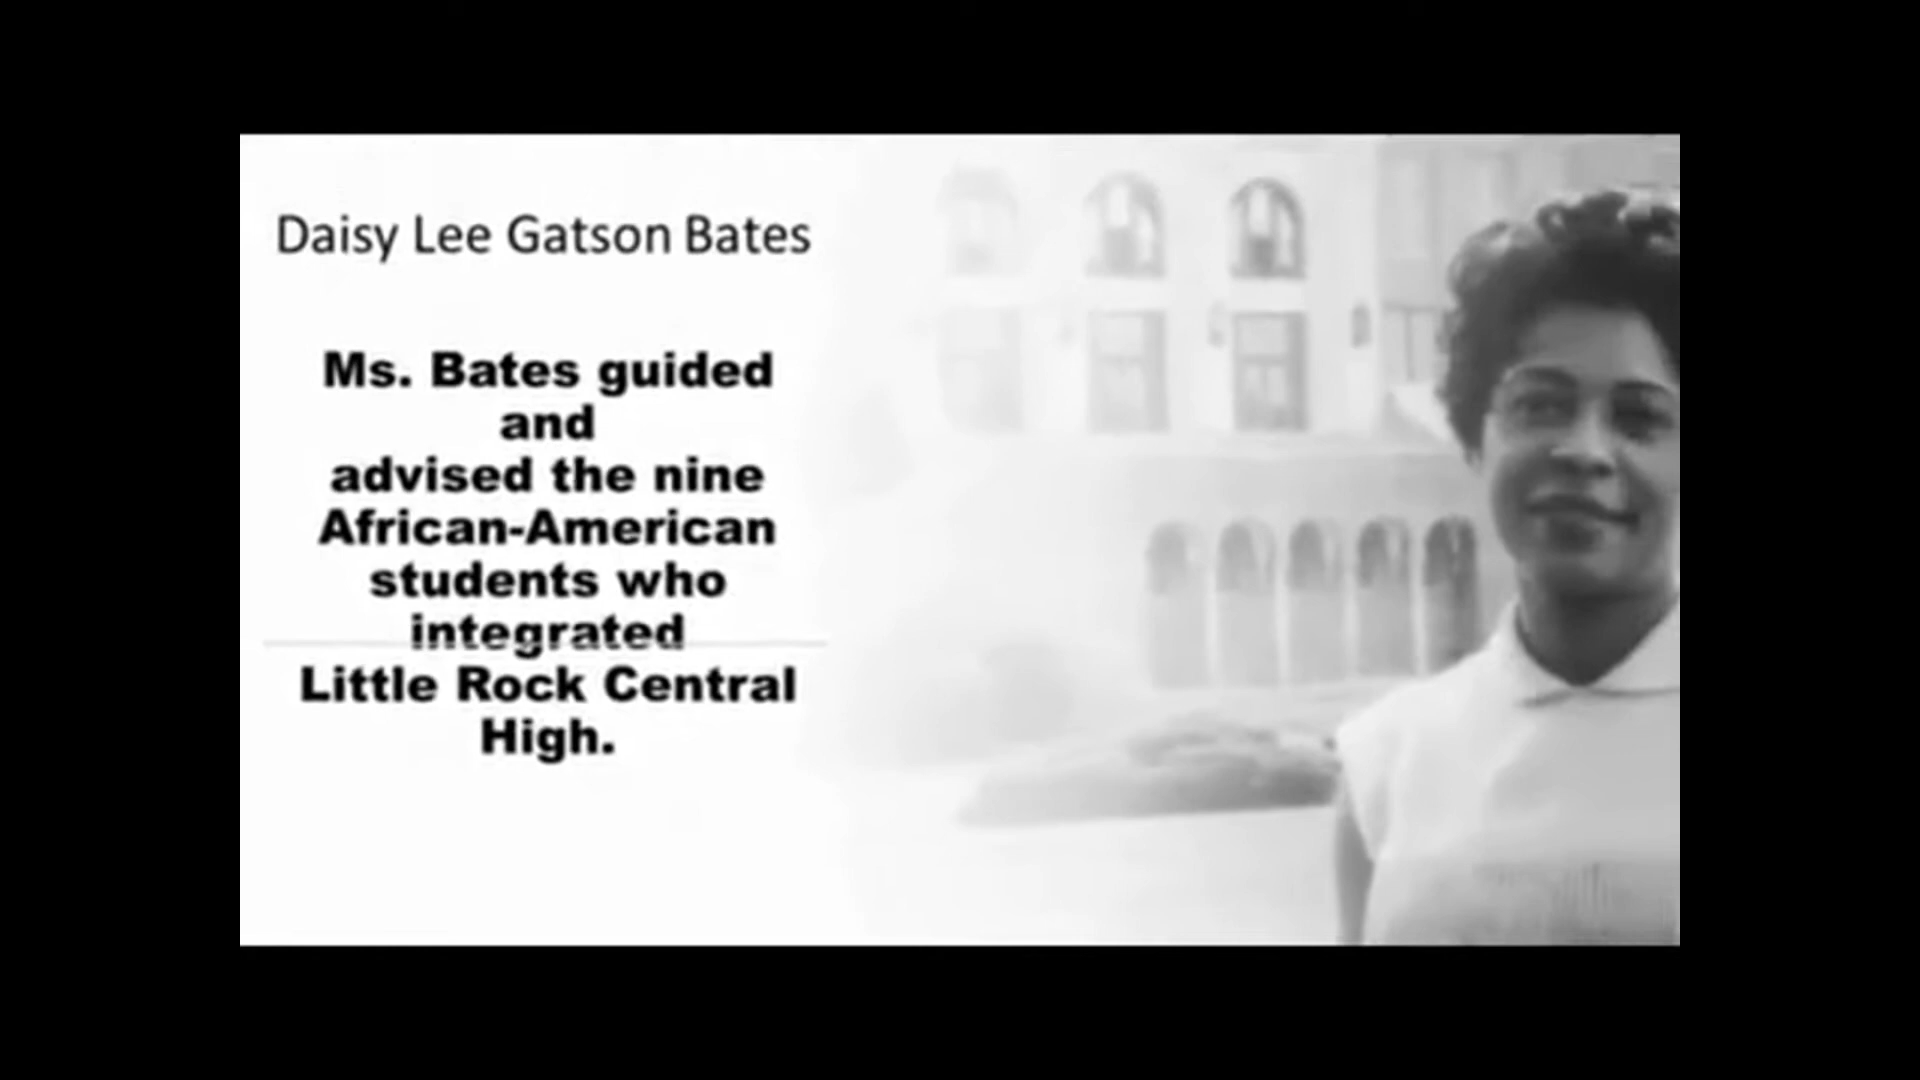 Daisy Lee Gatson Bates
Ms. Bates guided
and
advised the nine
African-American
students who
integrated
Little Rock Central
High.